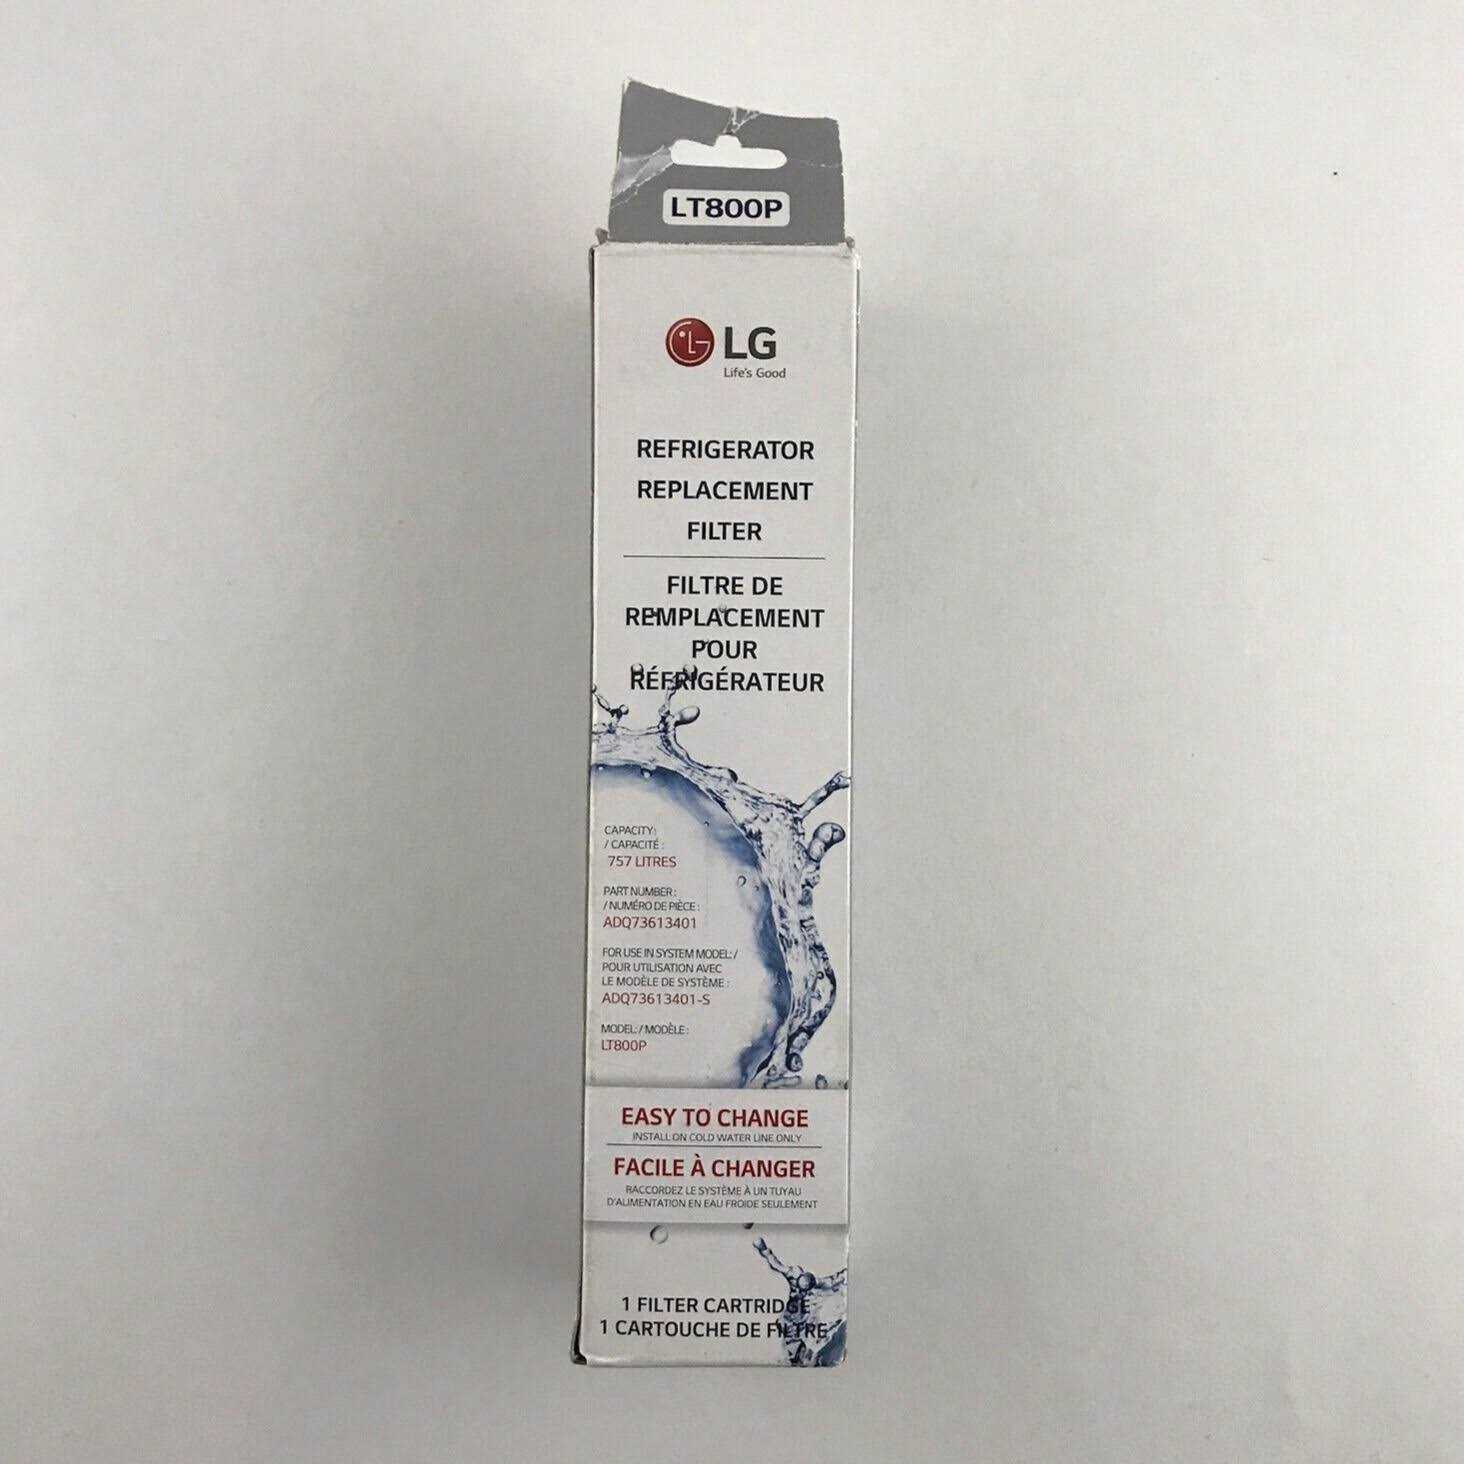 LT800P
LG
Life's Good
REFRIGERATOR
REPLACEMENT
FILTER
FILTRE DE
REMPLACEMENT
POUR
RÉFRIGÉRATEUR
CAPACITY:
/ CAPACITÉ :
757 LITRES
PART NUMBER :
/ NUMÉRO DE PIÈCE :
ADQ73613401
FOR USE IN SYSTEM MODEL: /
POUR UTILISATION AVEC
LE MODÈLE DE SYSTÈME :
ADQ73613401-S
MODEL: / MODÈLE :
LT800P
EASY TO CHANGE
INSTALL ON COLD WATER LINE ONLY
FACILE À CHANGER
RACCORDEZ LE SYSTÈME À UN TUYAU
D'ALIMENTATION EN EAU FROIDE SEULEMENT
1 FILTER CARTRIDGE
1 CARTOUCHE DE FILTRE